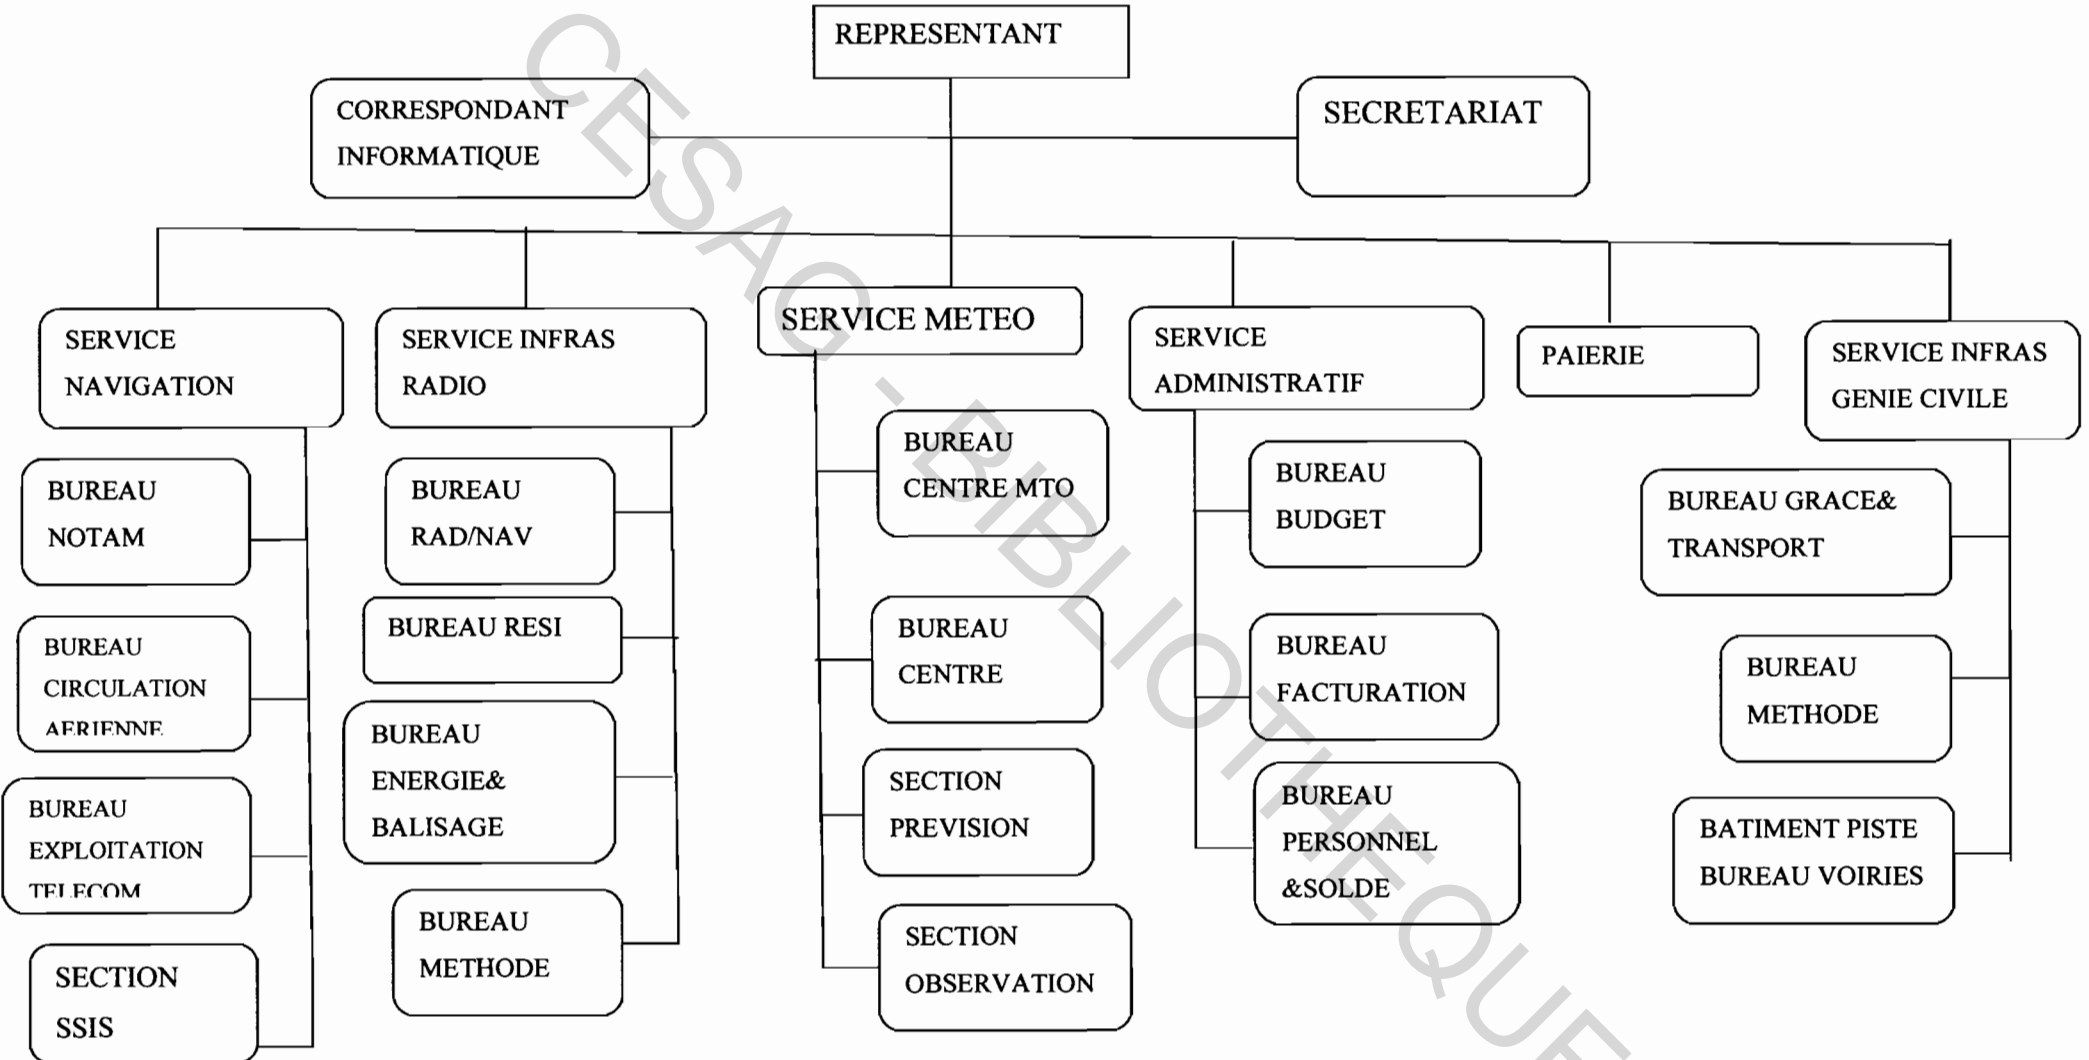 REPRESENTANT
CORRESPONDANT
INFORMATIQUE
SECRETARIAT
SERVICE
NAVIGATION
BUREAU
NOTAM
BUREAU
CIRCULATION
AERIENNE
BUREAU
EXPLOITATION
TELECOM
SECTION
SSIS
SERVICE INFRAS
RADIO
BUREAU
RAD/NAV
BUREAU RESI
BUREAU
ENERGIE&
BALISAGE
BUREAU
METHODE
SERVICE METEO
BUREAU
CENTRE MTO
BUREAU
CENTRE
SECTION
PREVISION
SECTION
OBSERVATION
SERVICE
ADMINISTRATIF
BUREAU
BUDGET
BUREAU
FACTURATION
BUREAU
PERSONNEL
&SOLDE
PAIERIE
SERVICE INFRAS
GENIE CIVILE
BUREAU GRACE&
TRANSPORT
BUREAU
METHODE
BATIMENT PISTE
BUREAU VOIRIES
CESAG - BIBLIOTHEQUE